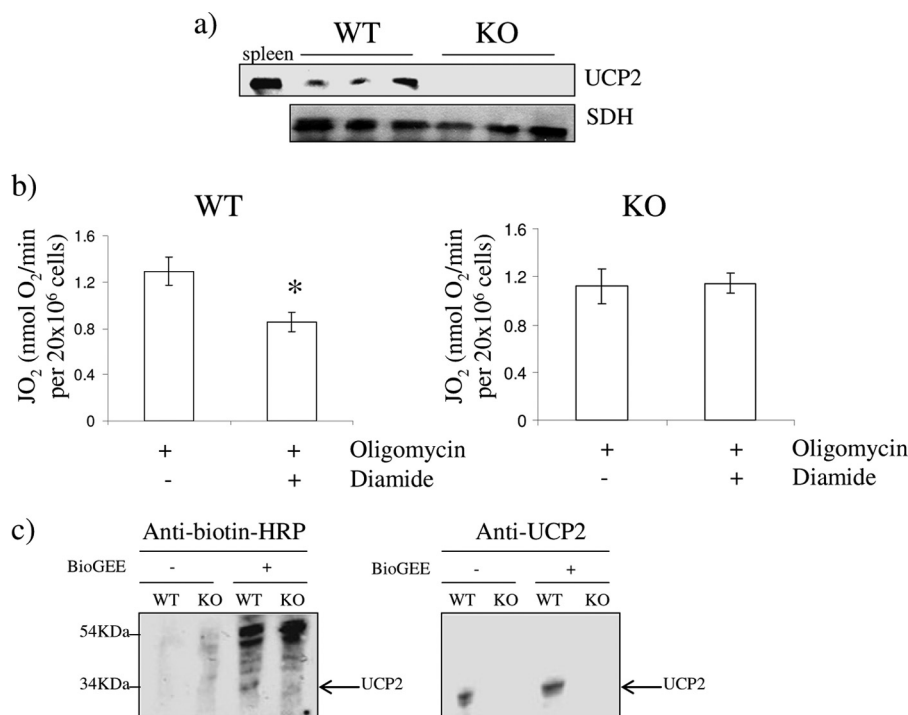 a)
WT KO
spleen
UCP2
SDH
b)
WT
JO2 (nmol O2/min
per 20x10⁶ cells)
1.6
1.2
0.8
0.4
0
*
+ + Oligomycin
- + Diamide
KO
JO2 (nmol O2/min
per 20x10⁶ cells)
1.6
1.2
0.8
0.4
0
+ + Oligomycin
- + Diamide
c)
Anti-biotin-HRP
BioGEE - +
WT KO WT KO
54KDa
34KDa
UCP2
Anti-UCP2
BioGEE - +
WT KO WT KO
UCP2